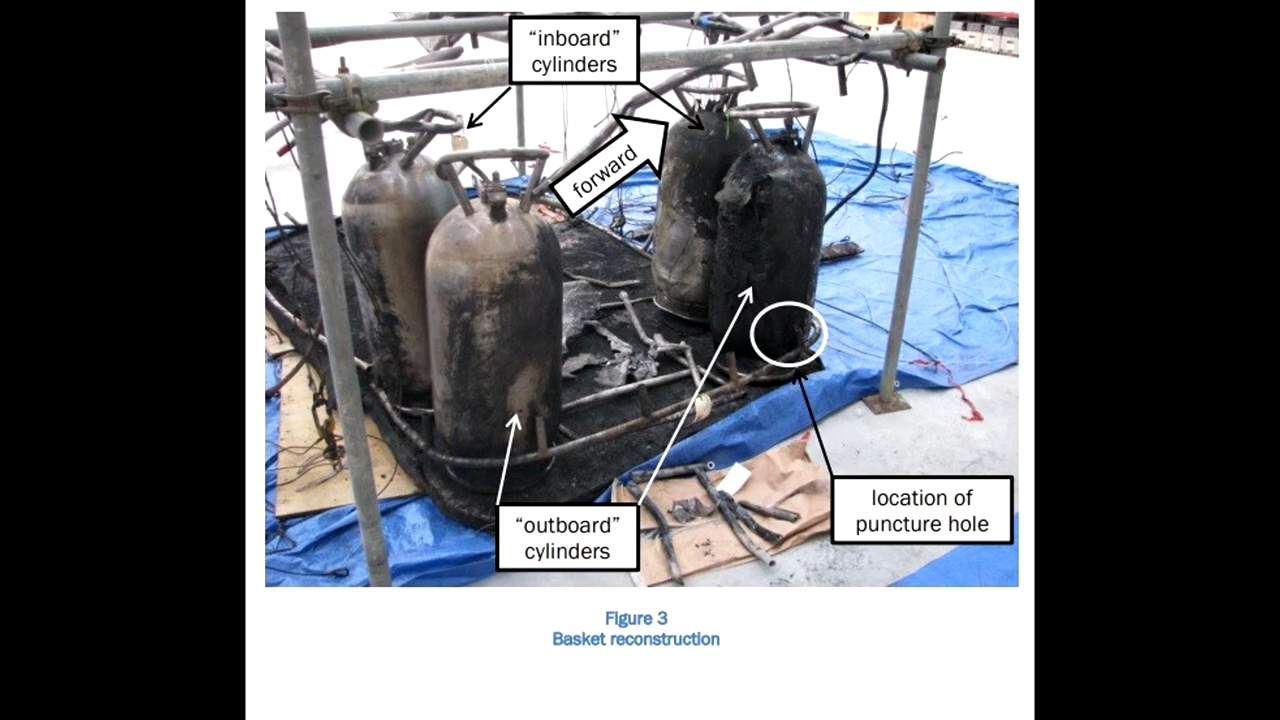 “inboard”
cylinders
forward
“outboard”
cylinders
location of
puncture hole
Figure 3
Basket reconstruction